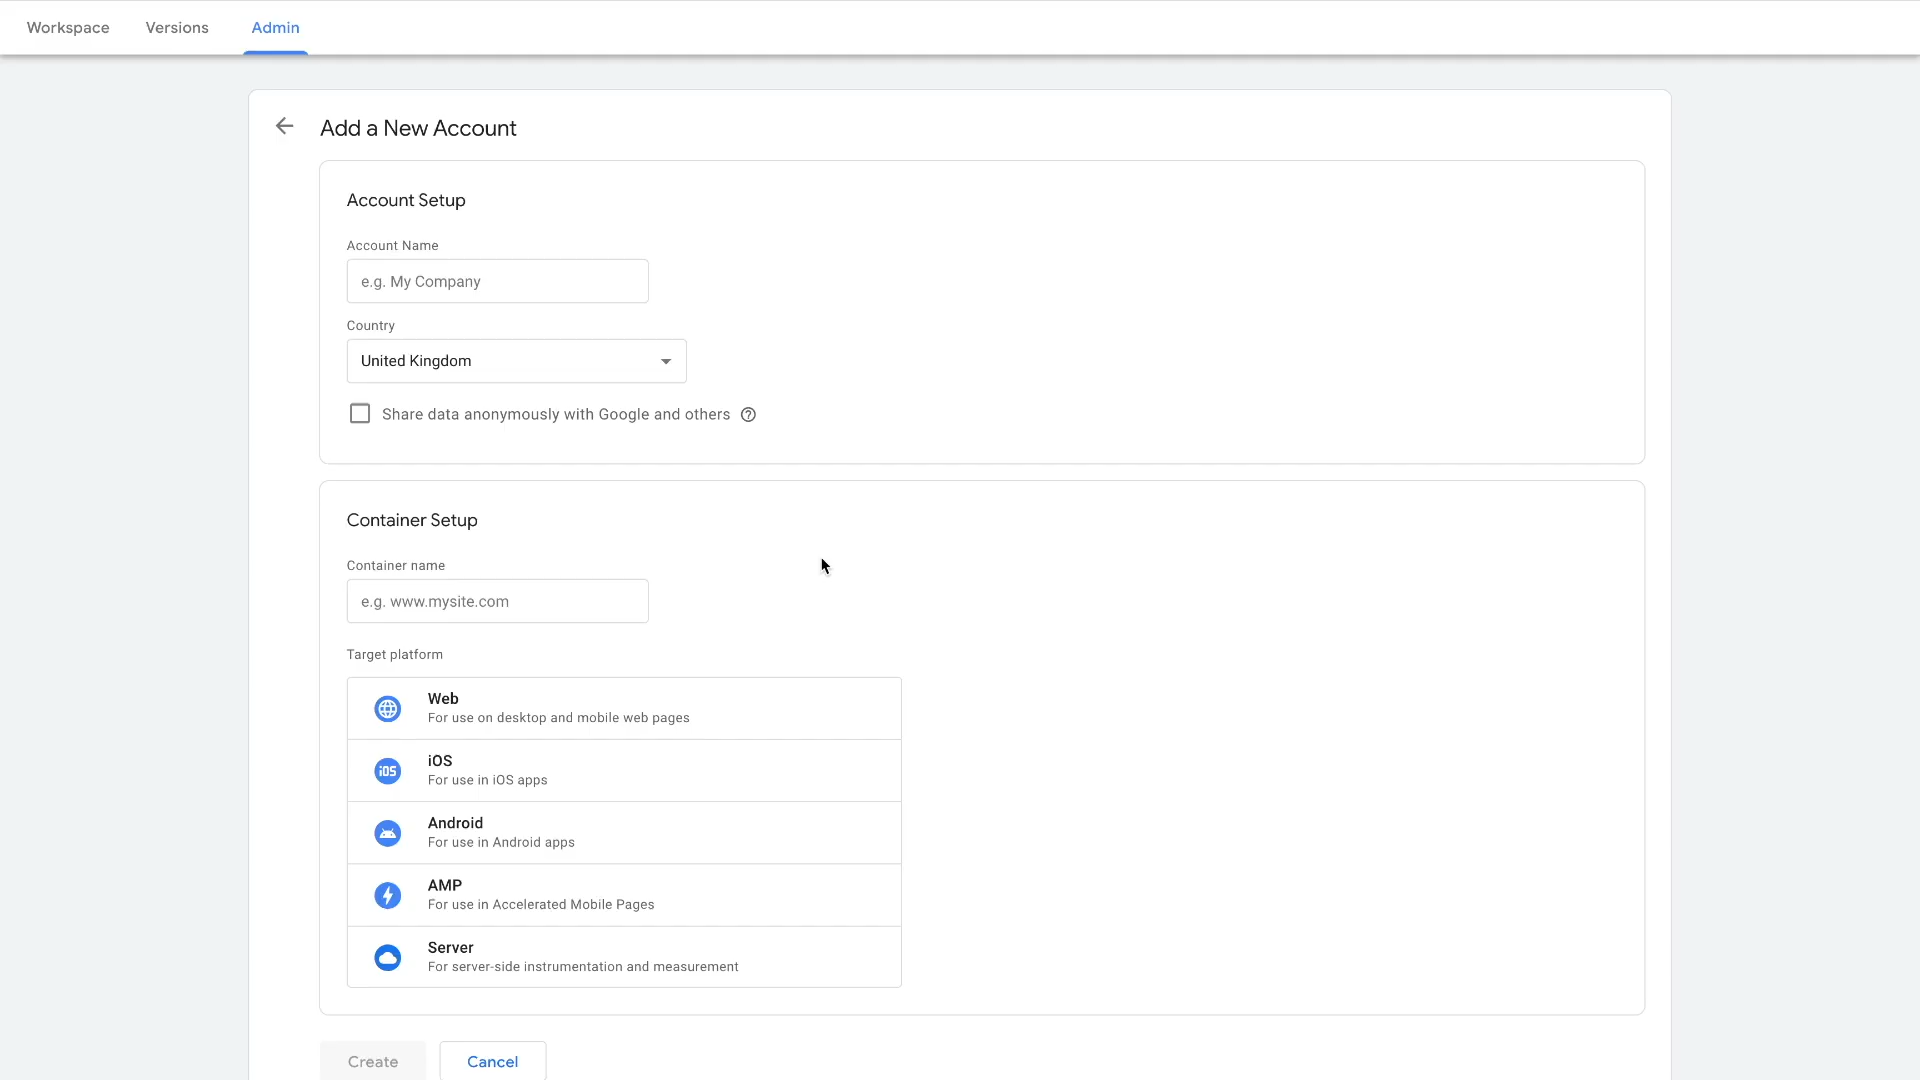 Workspace Versions Admin
Add a New Account
Account Setup
Account Name
e.g. My Company
Country
United Kingdom
Share data anonymously with Google and others
Container Setup
Container name
e.g. www.mysite.com
Target platform
Web
For use on desktop and mobile web pages
iOS
iOS
For use in iOS apps
Android
For use in Android apps
AMP
For use in Accelerated Mobile Pages
Server
For server-side instrumentation and measurement
Create Cancel